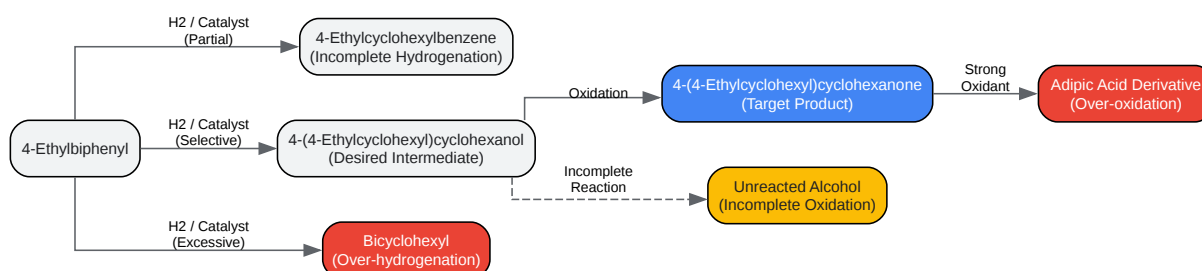 H2 / Catalyst
(Partial)
4-Ethylcyclohexylbenzene
(Incomplete Hydrogenation)
4-Ethylbiphenyl
H2 / Catalyst
(Selective)
4-(4-Ethylcyclohexyl)cyclohexanol
(Desired Intermediate)
Oxidation
4-(4-Ethylcyclohexyl)cyclohexanone
(Target Product)
Strong
Oxidant
Adipic Acid Derivative
(Over-oxidation)
Incomplete
Reaction
Unreacted Alcohol
(Incomplete Oxidation)
H2 / Catalyst
(Excessive)
Bicyclohexyl
(Over-hydrogenation)